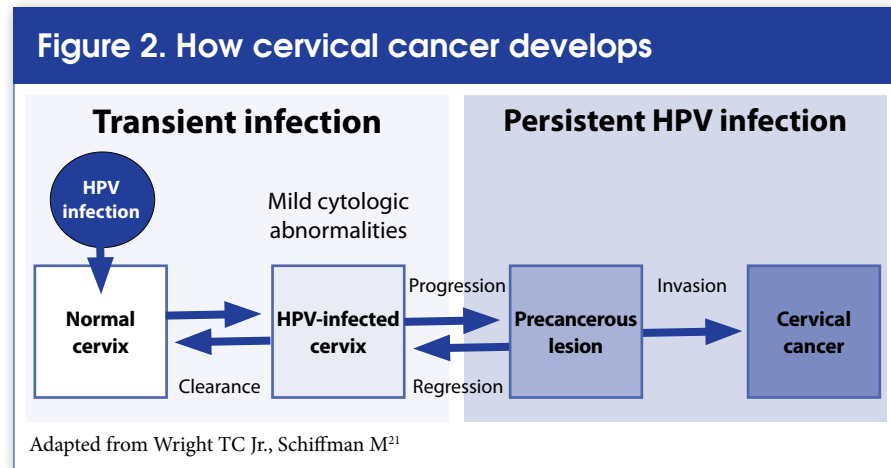 Figure 2. How cervical cancer develops
Transient infection
Persistent HPV infection
HPV
infection
Mild cytologic
abnormalities
Normal
cervix
Clearance
HPV-infected
cervix
Progression
Regression
Precancerous
lesion
Invasion
Cervical
cancer
Adapted from Wright TC Jr., Schiffman M21